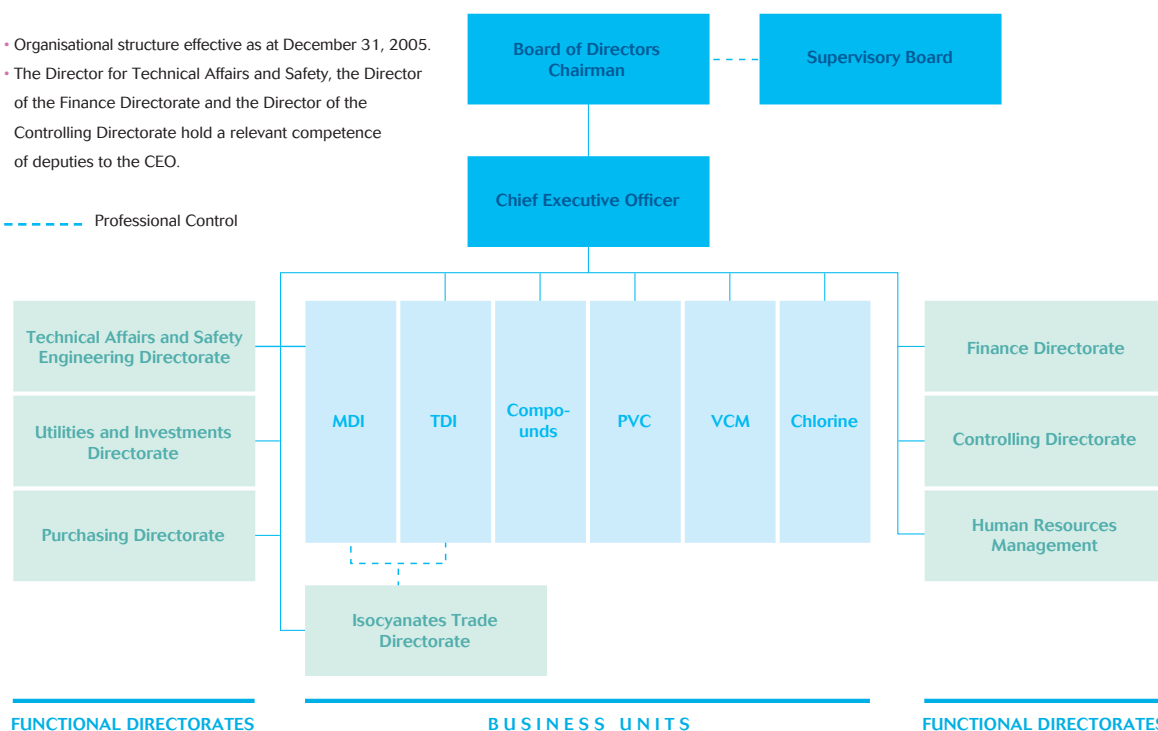 • Organisational structure effective as at December 31, 2005.
• The Director for Technical Affairs and Safety, the Director
of the Finance Directorate and the Director of the
Controlling Directorate hold a relevant competence
of deputies to the CEO.
Professional Control
Board of Directors
Chairman
Supervisory Board
Chief Executive Officer
Technical Affairs and Safety
Engineering Directorate
Utilities and Investments
Directorate
Purchasing Directorate
MDI
TDI
Compo-
unds
PVC
VCM
Chlorine
Isocyanates Trade
Directorate
Finance Directorate
Controlling Directorate
Human Resources
Management
FUNCTIONAL DIRECTORATES
BUSINESS UNITS
FUNCTIONAL DIRECTORATES